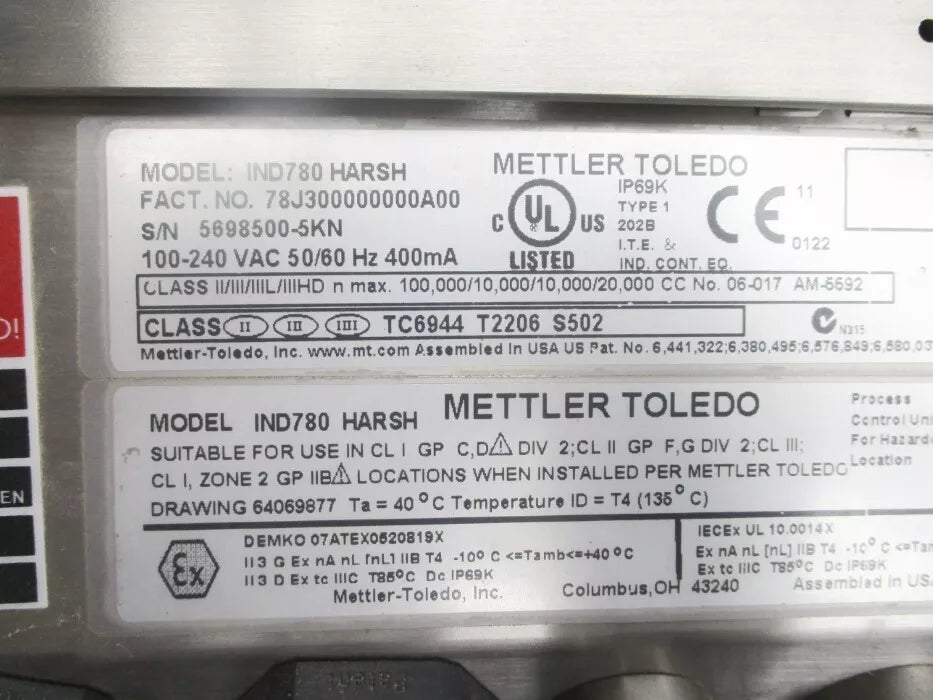 MODEL: IND780 HARSH
FACT. NO. 78J300000000A00
S/N 5698500-5KN
100-240 VAC 50/60 Hz 400mA
METTLER TOLEDO
C UL US
LISTED
IP69K
TYPE 1
202B
I.T.E. &
IND. CONT. EQ.
CE 11
0122
CLASS II/III/IIIL/IIIHD n max. 100,000/10,000/10,000/20,000 CC No. 06-017 AM-5592
CLASS II III IIII TC6944 T2206 S502
N315
Mettler-Toledo, Inc. www.mt.com Assembled in USA US Pat. No. 6,441,322;6,380,495;6,576,849;6,580,03
MODEL IND780 HARSH METTLER TOLEDO
SUITABLE FOR USE IN CL I GP C,D⚠ DIV 2;CL II GP F,G DIV 2;CL III;
CL I, ZONE 2 GP IIB⚠ LOCATIONS WHEN INSTALLED PER METTLER TOLEDO
DRAWING 64069877 Ta = 40°C Temperature ID = T4 (135°C)
Process
Control Uni
For Hazard
Location
Ex
DEMKO 07ATEX0520819X
II 3 G Ex nA nL [nL] IIB T4 -10°C <=Tamb<=+40°C
II 3 D Ex tc IIIC T85°C Dc IP69K
Mettler-Toledo, Inc. Columbus,OH 43240 Assembled in USA
IECEx UL 10.0014X
Ex nA nL [nL] IIB T4 -10°C <=Tam
Ex tc IIIC T85°C Dc IP69K
O!
EN